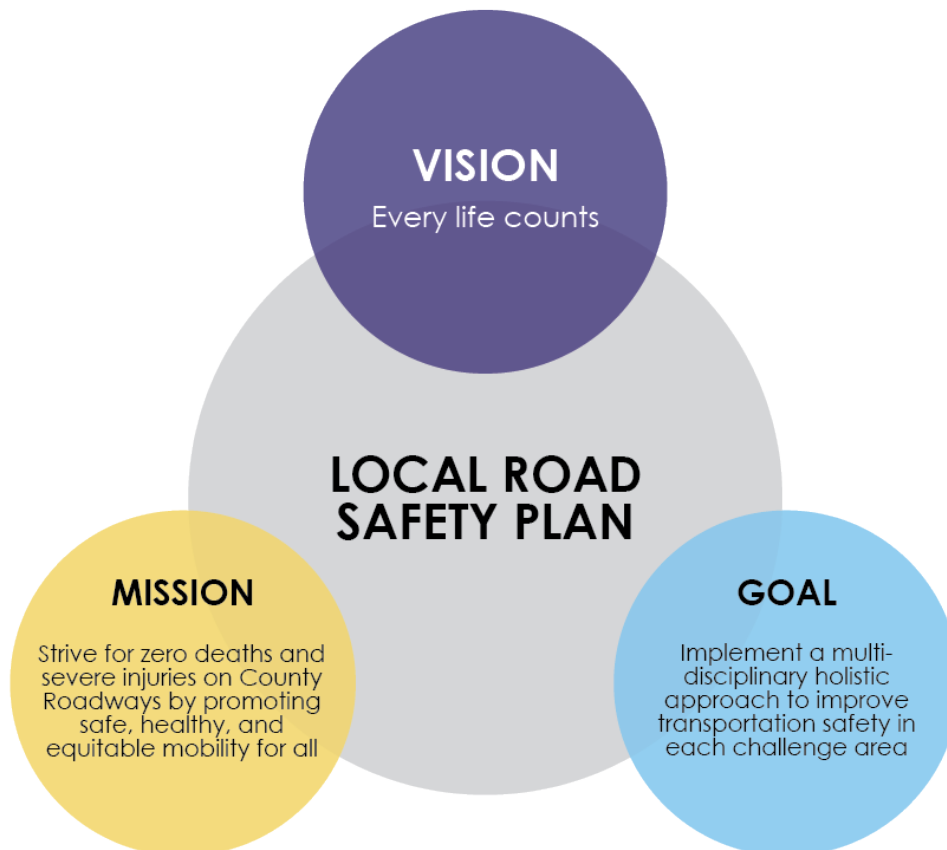 VISION
Every life counts
LOCAL ROAD
SAFETY PLAN
MISSION
Strive for zero deaths and
severe injuries on County
Roadways by promoting
safe, healthy, and
equitable mobility for all
GOAL
Implement a multi-
disciplinary holistic
approach to improve
transportation safety in
each challenge area